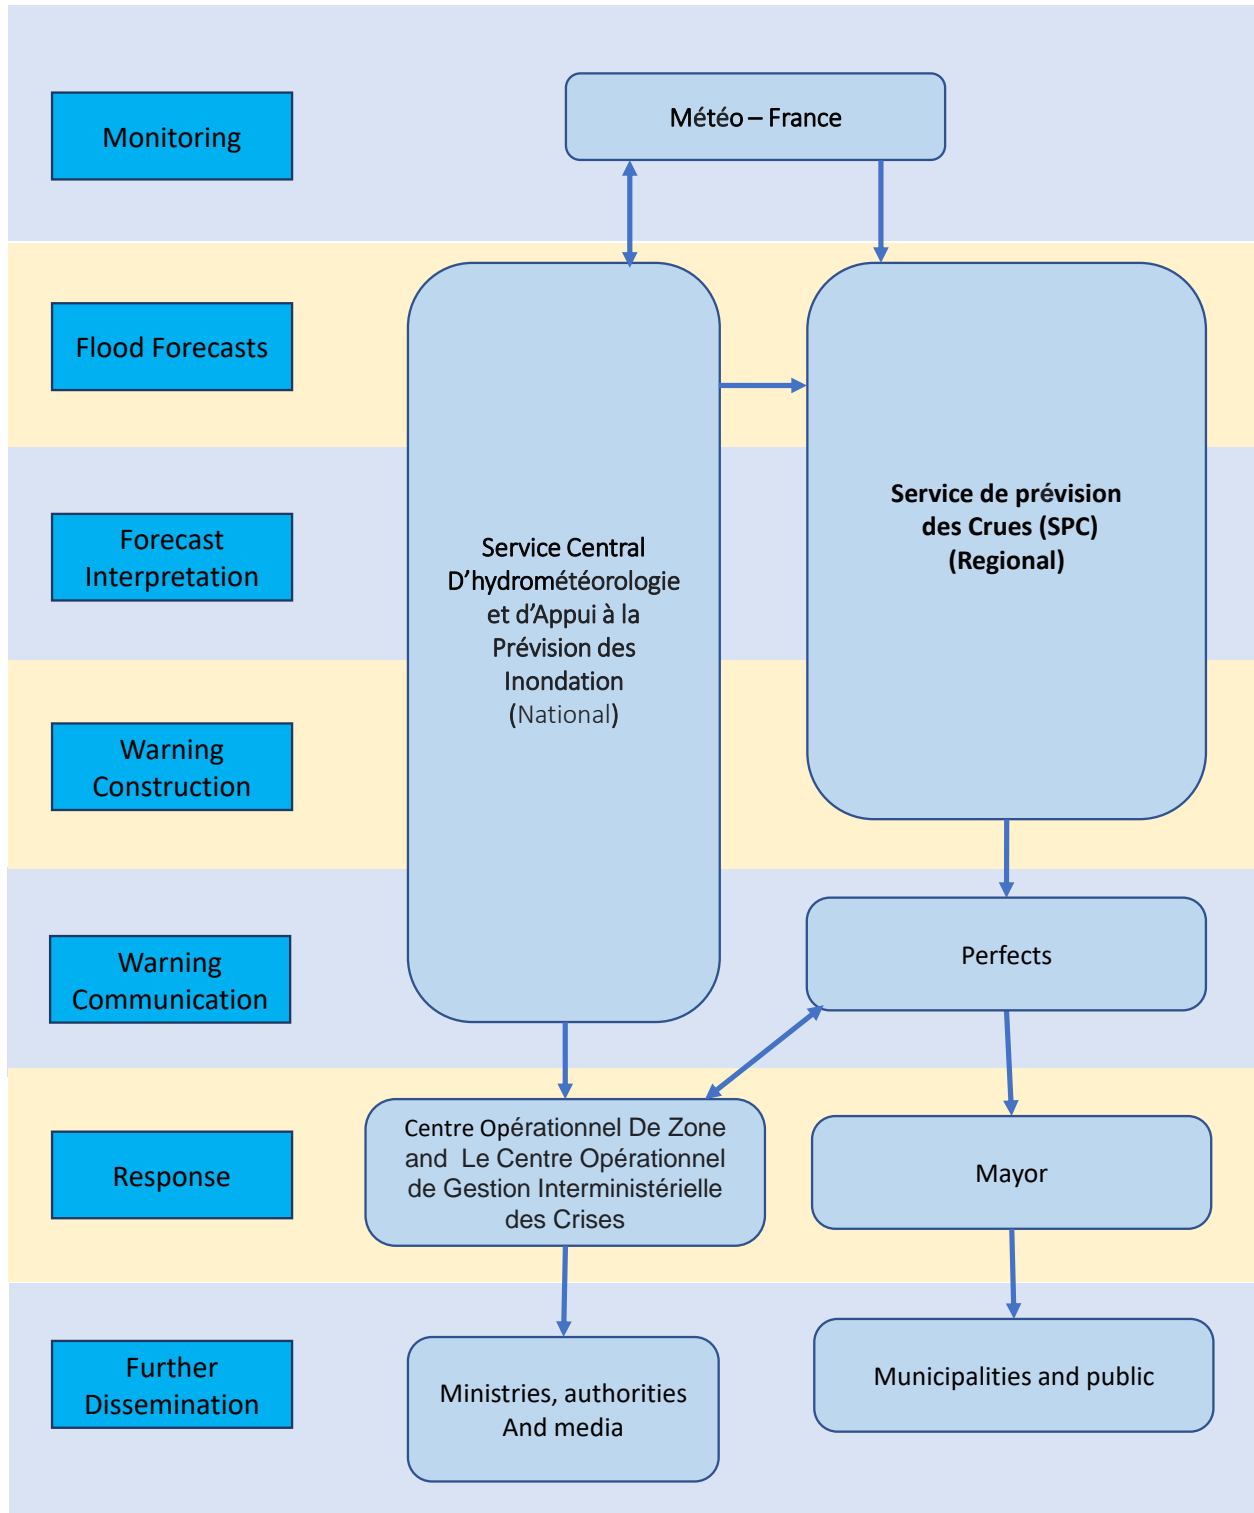 Monitoring
Météo – France
Flood Forecasts
Service de prévision
des Crues (SPC)
(Regional)
Forecast
Interpretation
Service Central
D’hydrométéorologie
et d’Appui à la
Prévision des
Inondation
(National)
Warning
Construction
Warning
Communication
Perfects
Response
Centre Opérationnel De Zone
and Le Centre Opérationnel
de Gestion Interministérielle
des Crises
Mayor
Further
Dissemination
Ministries, authorities
And media
Municipalities and public